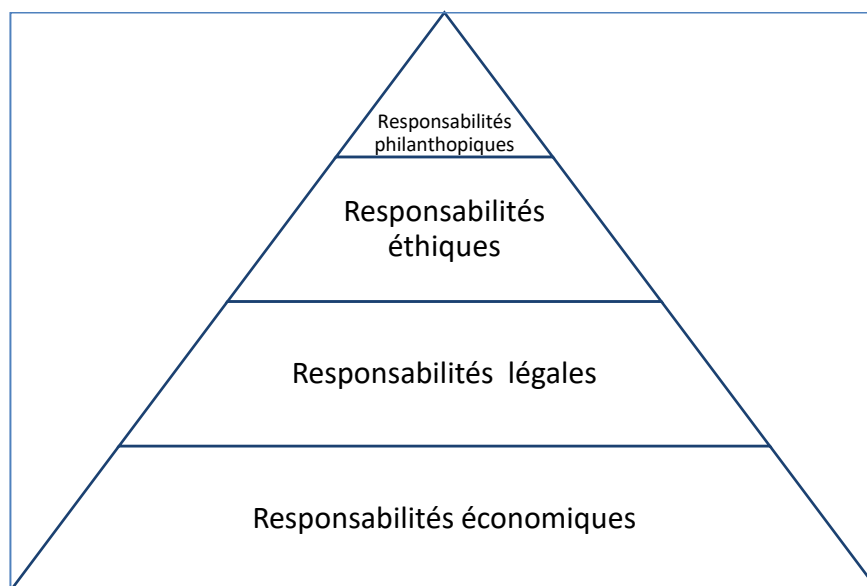 Responsabilités
philanthopiques
Responsabilités
éthiques
Responsabilités  légales
Responsabilités économiques